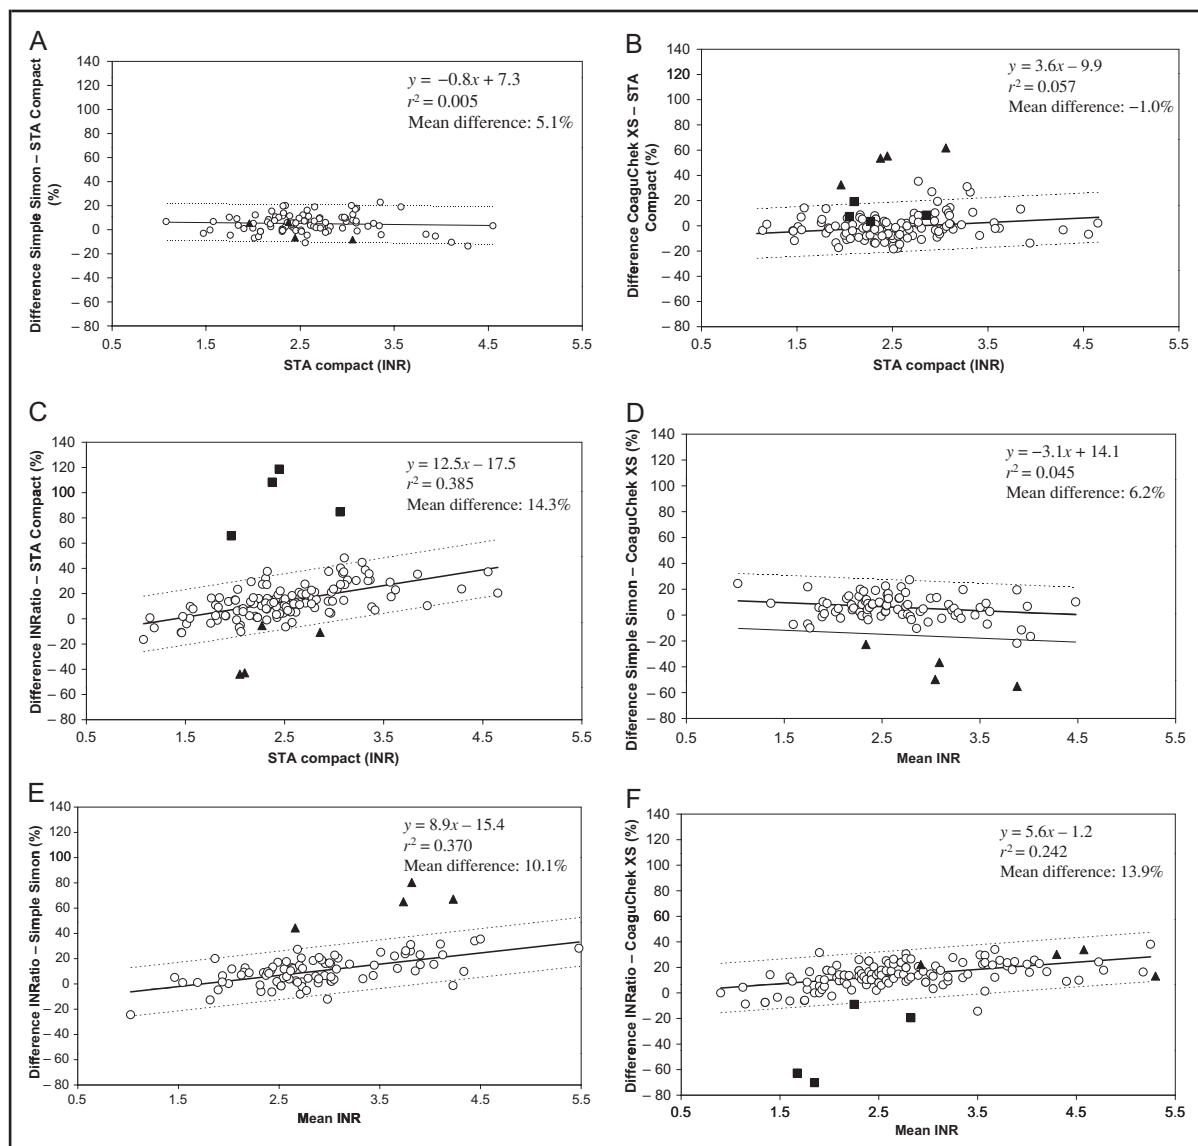 A
Difference Simple Simon – STA Compact
(%)
140
120
100
80
60
40
20
0
– 20
– 40
– 60
– 80
y = −0.8x + 7.3
r² = 0.005
Mean difference: 5.1%
0.5 1.5 2.5 3.5 4.5 5.5
STA compact (INR)
B
Difference CoaguChek XS – STA
Compact (%)
140
120
100
80
60
40
20
0
– 20
– 40
– 60
– 80
y = 3.6x – 9.9
r² = 0.057
Mean difference: −1.0%
0.5 1.5 2.5 3.5 4.5 5.5
STA compact (INR)
C
Difference INRatio – STA Compact (%)
140
120
100
80
60
40
20
0
– 20
– 40
– 60
– 80
y = 12.5x – 17.5
r² = 0.385
Mean difference: 14.3%
0.5 1.5 2.5 3.5 4.5 5.5
STA compact (INR)
D
Diference Simple Simon – CoaguChek XS (%)
140
120
100
80
60
40
20
0
– 20
– 40
– 60
– 80
y = −3.1x + 14.1
r² = 0.045
Mean difference: 6.2%
0.5 1.5 2.5 3.5 4.5 5.5
Mean INR
E
Difference INRatio – Simple Simon (%)
140
120
100
80
60
40
20
0
– 20
– 40
– 60
– 80
y = 8.9x – 15.4
r² = 0.370
Mean difference: 10.1%
0.5 1.5 2.5 3.5 4.5 5.5
Mean INR
F
Difference INRatio – CoaguChek XS (%)
140
120
100
80
60
40
20
0
– 20
– 40
– 60
– 80
y = 5.6x – 1.2
r² = 0.242
Mean difference: 13.9%
0.5 1.5 2.5 3.5 4.5 5.5
Mean INR